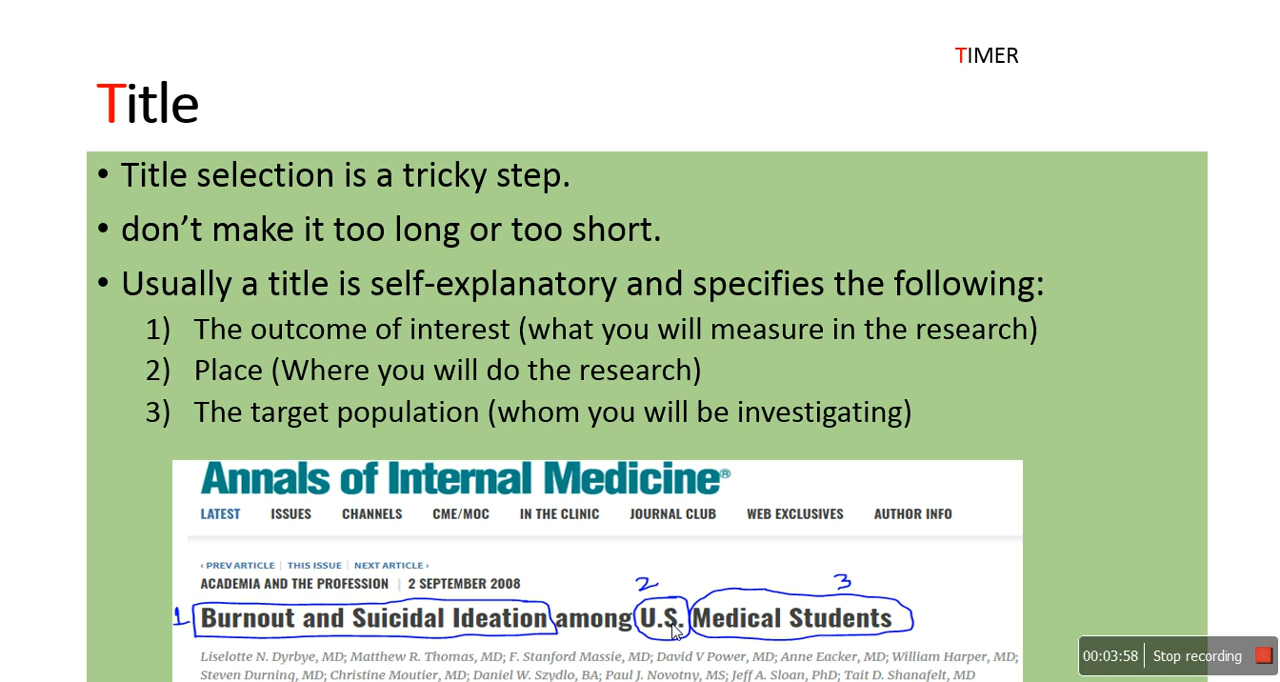 TIMER
Title
• Title selection is a tricky step.
• don’t make it too long or too short.
• Usually a title is self-explanatory and specifies the following:
1) The outcome of interest (what you will measure in the research)
2) Place (Where you will do the research)
3) The target population (whom you will be investigating)
Annals of Internal Medicine®
LATEST ISSUES CHANNELS CME/MOC IN THE CLINIC JOURNAL CLUB WEB EXCLUSIVES AUTHOR INFO
‹ PREV ARTICLE | THIS ISSUE | NEXT ARTICLE ›
ACADEMIA AND THE PROFESSION | 2 SEPTEMBER 2008
2 3
1 Burnout and Suicidal Ideation among U.S. Medical Students
Liselotte N. Dyrbye, MD; Matthew R. Thomas, MD; F. Stanford Massie, MD; David V Power, MD; Anne Eacker, MD; William Harper, MD;
Steven Durning, MD; Christine Moutier, MD; Daniel W. Szydlo, BA; Paul J. Novotny, MS; Jeff A. Sloan, PhD; Tait D. Shanafelt, MD
00:03:58 Stop recording